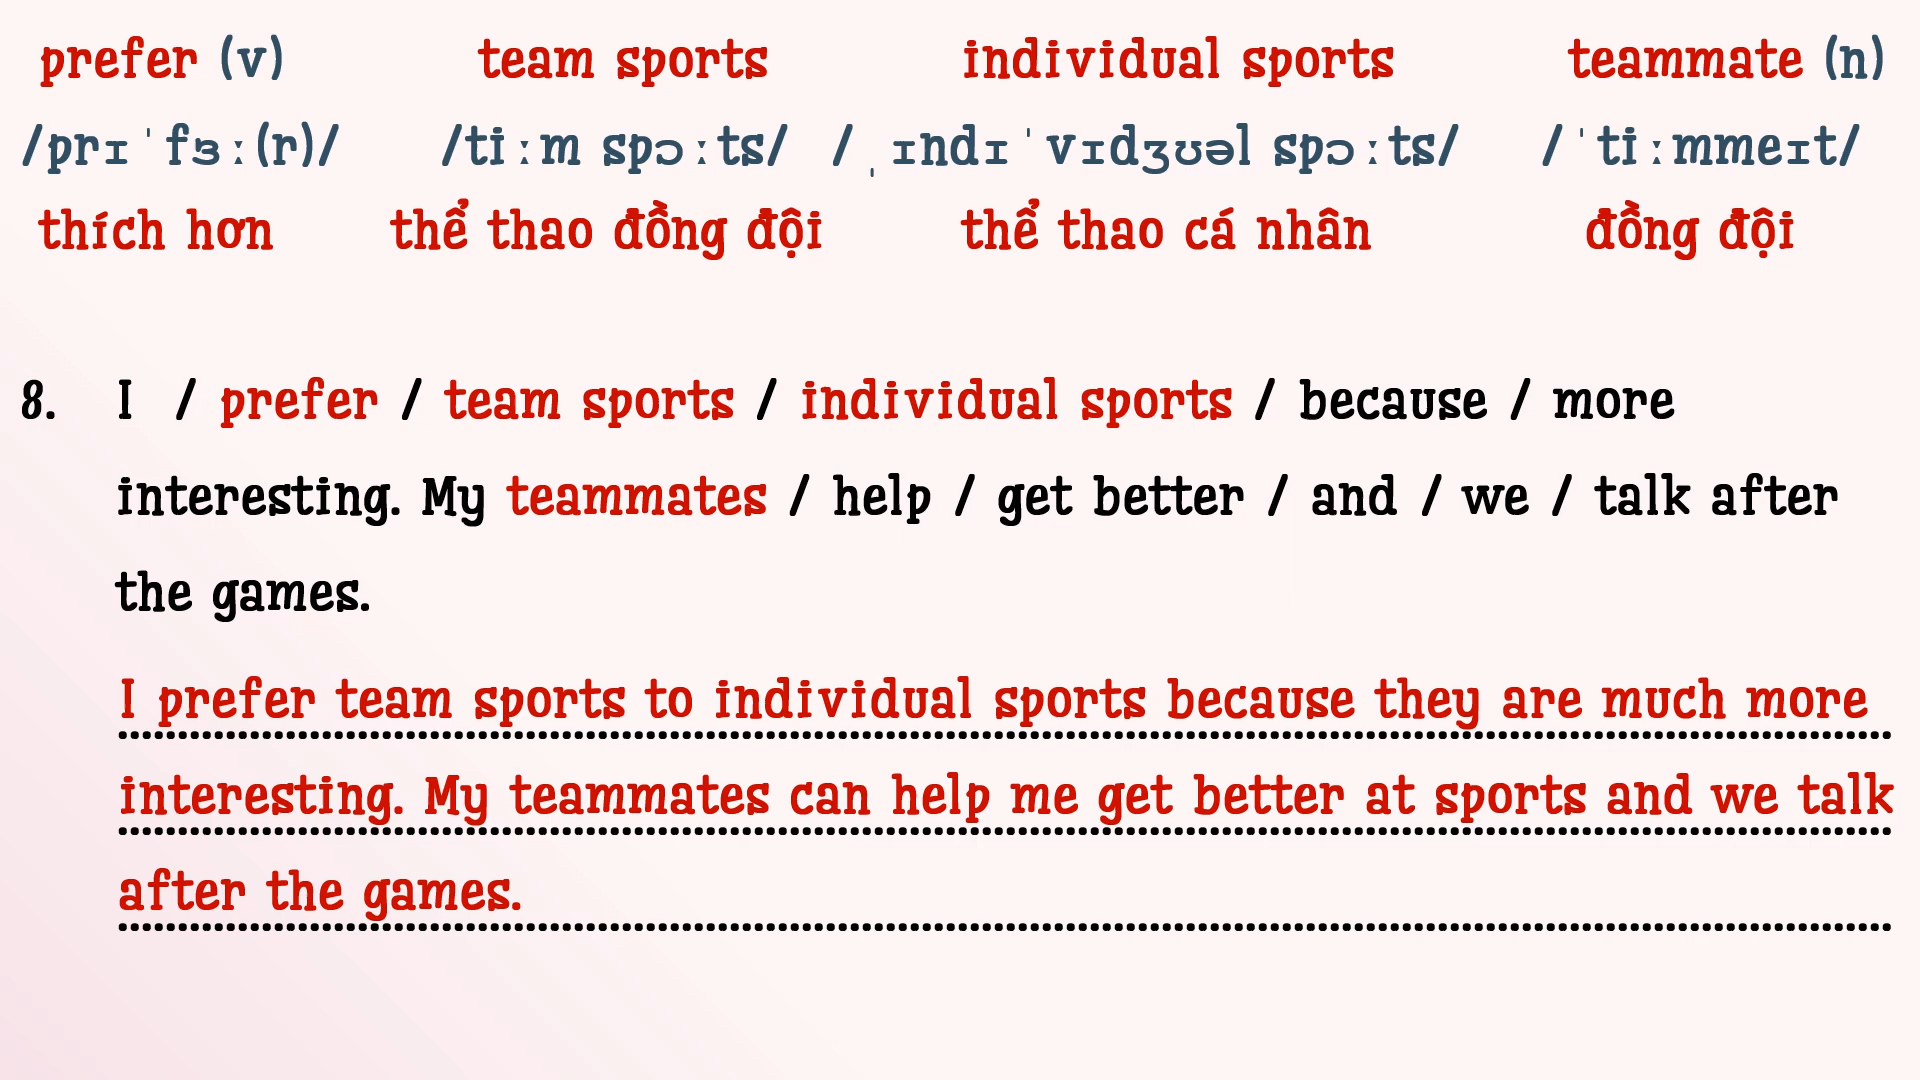 prefer (v) team sports individual sports teammate (n)
/prɪˈfɜː(r)/ /tiːm spɔːts/ /ˌɪndɪˈvɪdʒʊəl spɔːts/ /ˈtiːmmeɪt/
thích hơn thể thao đồng đội thể thao cá nhân đồng đội
8. I / prefer / team sports / individual sports / because / more
interesting. My teammates / help / get better / and / we / talk after
the games.
I prefer team sports to individual sports because they are much more
interesting. My teammates can help me get better at sports and we talk
after the games.